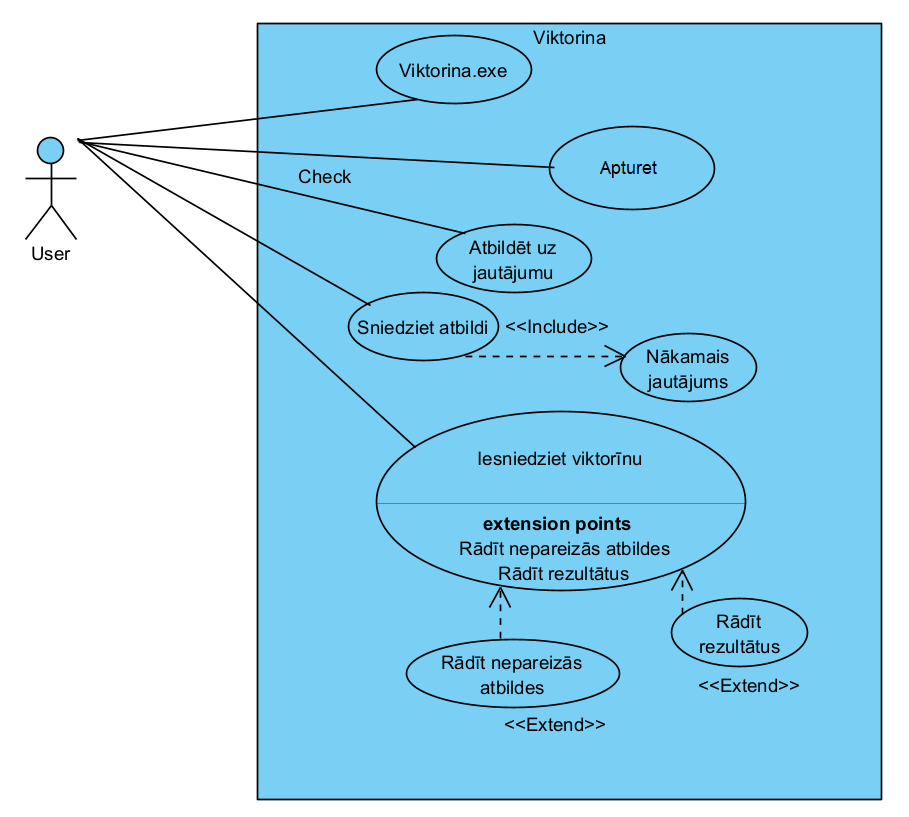 Viktorina
Viktorina.exe
Apturet
Check
User
Atbildēt uz
jautājumu
Sniedziet atbildi
<<Include>>
Nākamais
jautājums
Iesniedziet viktorīnu
extension points
Rādīt nepareizās atbildes
Rādīt rezultātus
Rādīt
rezultātus
<<Extend>>
Rādīt nepareizās
atbildes
<<Extend>>